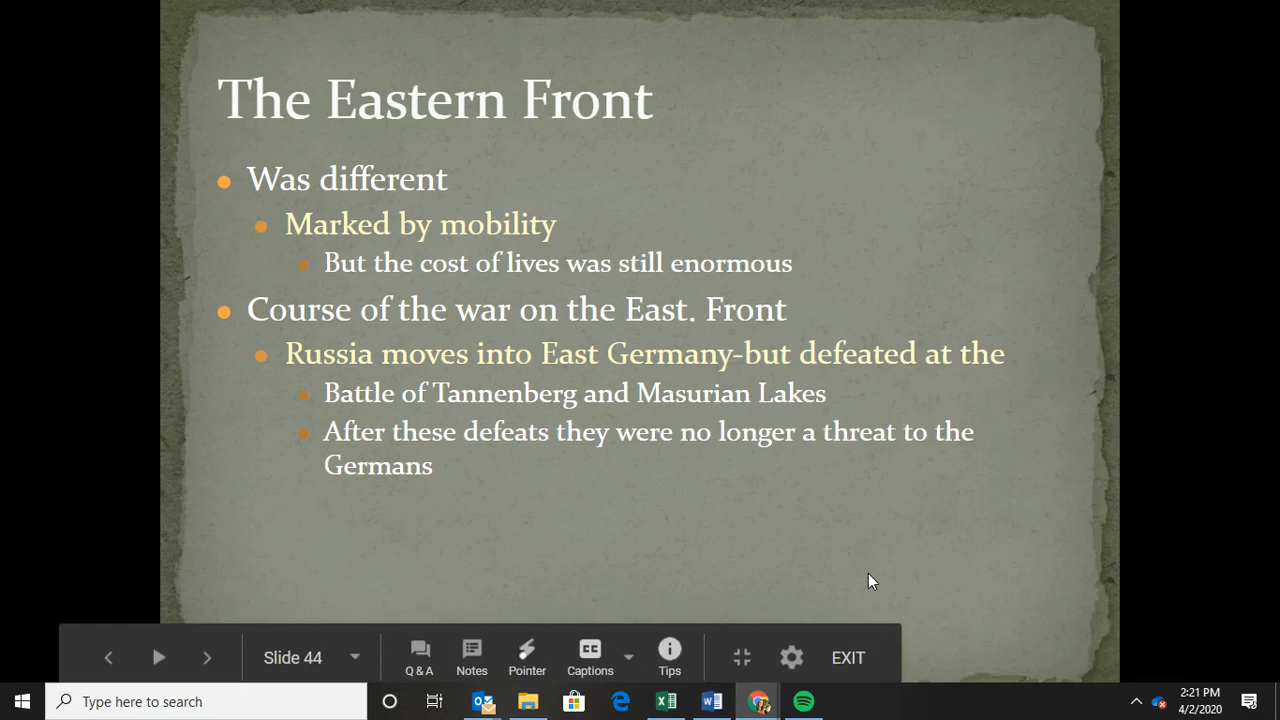 The Eastern Front
Was different
Marked by mobility
But the cost of lives was still enormous
Course of the war on the East. Front
Russia moves into East Germany-but defeated at the
Battle of Tannenberg and Masurian Lakes
After these defeats they were no longer a threat to the
Germans
Slide 44
Q & A
Notes
Pointer
CC
Captions
Tips
EXIT
Type here to search
2:21 PM
4/2/2020